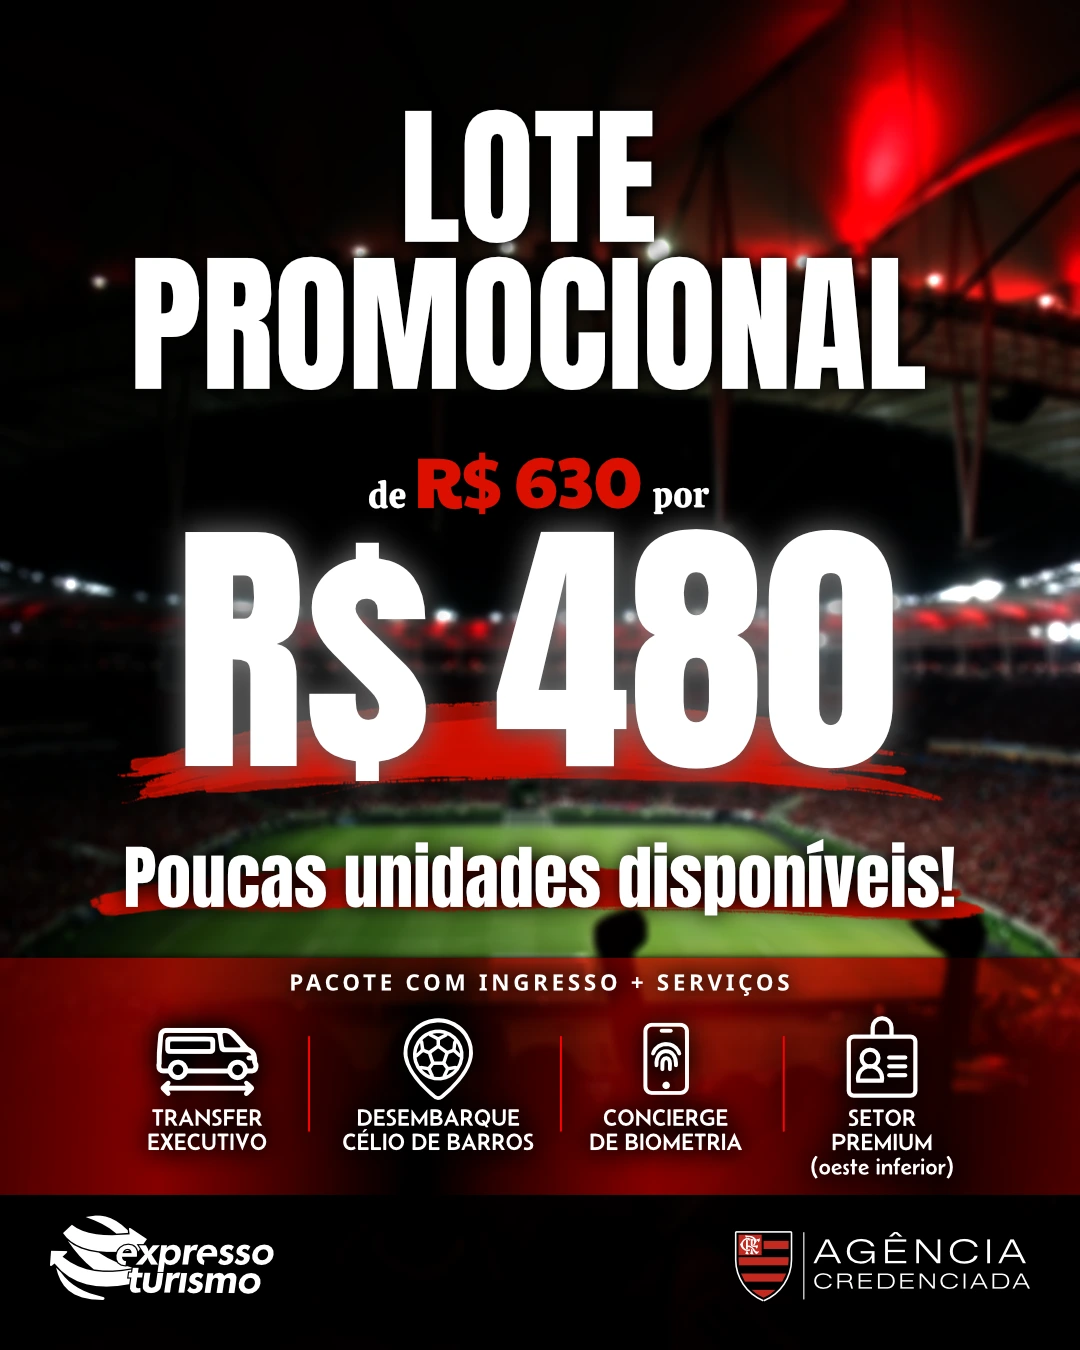 LOTE
PROMOCIONAL
de R$ 630 por
R$ 480
Poucas unidades disponíveis!
PACOTE COM INGRESSO + SERVIÇOS
TRANSFER
EXECUTIVO
DESEMBARQUE
CÉLIO DE BARROS
CONCIERGE
DE BIOMETRIA
SETOR
PREMIUM
(oeste inferior)
expresso
turismo
CRF
AGÊNCIA
CREDENCIADA